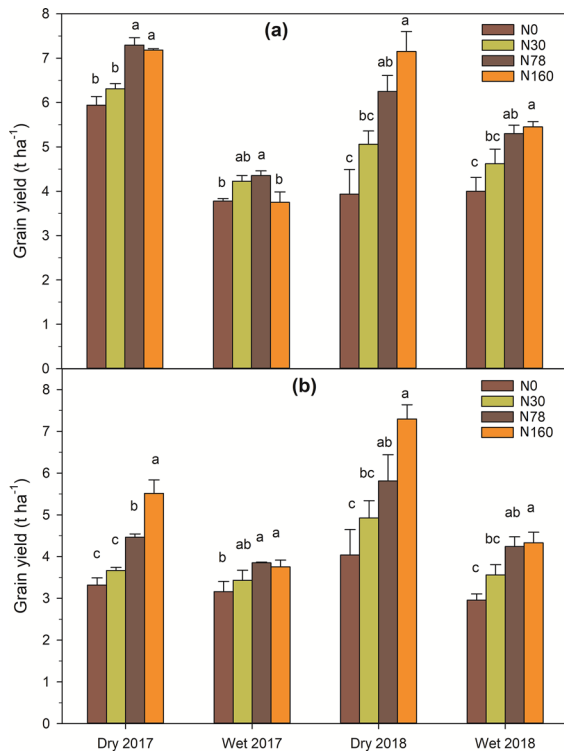 (a)
N0
N30
N78
N160
8
7
6
5
4
3
2
1
0
Grain yield (t ha⁻¹)
b b a a
b ab a b
c bc ab a
c bc ab a
(b)
N0
N30
N78
N160
8
7
6
5
4
3
2
1
0
Grain yield (t ha⁻¹)
c c b a
b ab a a
c bc ab a
c bc ab a
Dry 2017 Wet 2017 Dry 2018 Wet 2018